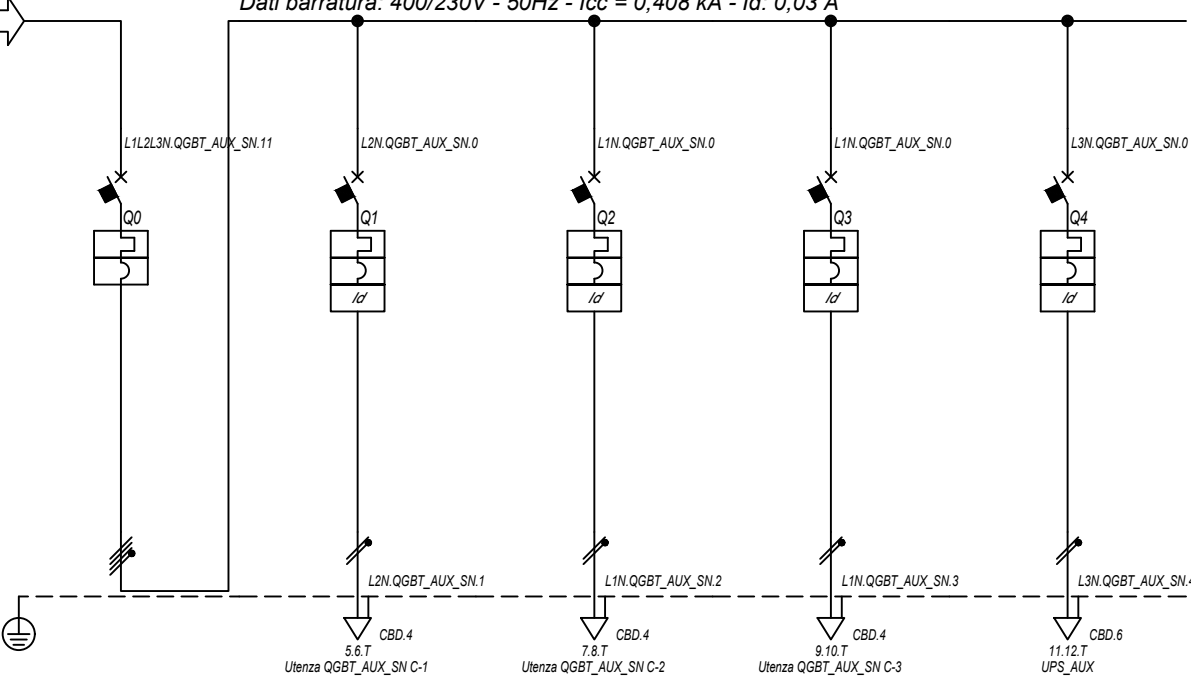 Dati barratura: 400/230V - 50Hz - Icc = 0,408 kA - Id: 0,03 A
L1L2L3N.QGBT_AUX_SN.11
L2N.QGBT_AUX_SN.0
L1N.QGBT_AUX_SN.0
L1N.QGBT_AUX_SN.0
L3N.QGBT_AUX_SN.0
Q0
Q1
Q2
Q3
Q4
Id
Id
Id
Id
L2N.QGBT_AUX_SN.1
L1N.QGBT_AUX_SN.2
L1N.QGBT_AUX_SN.3
L3N.QGBT_AUX_SN.4
CBD.4
CBD.4
CBD.4
CBD.6
5.6.T
7.8.T
9.10.T
11.12.T
Utenza QGBT_AUX_SN C-1
Utenza QGBT_AUX_SN C-2
Utenza QGBT_AUX_SN C-3
UPS_AUX